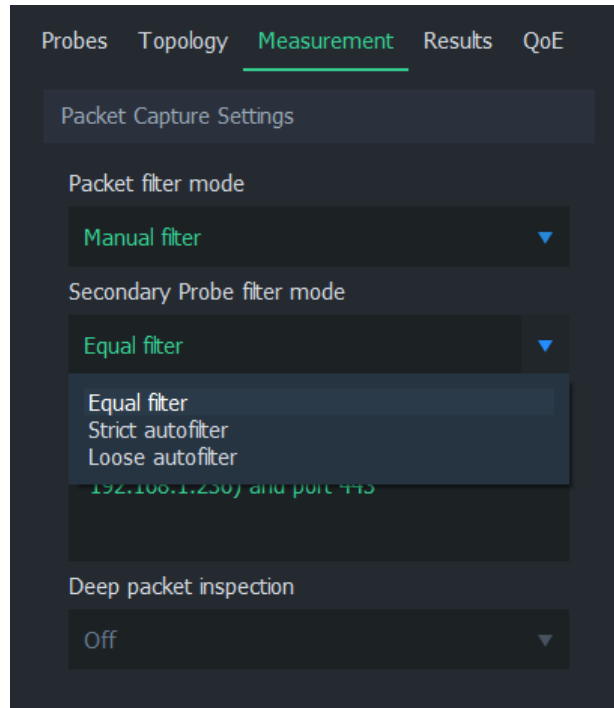 Probes Topology Measurement Results QoE
Packet Capture Settings
Packet filter mode
Manual filter
Secondary Probe filter mode
Equal filter
Equal filter
Strict autofilter
Loose autofilter
192.168.1.236) and port 443
Deep packet inspection
Off